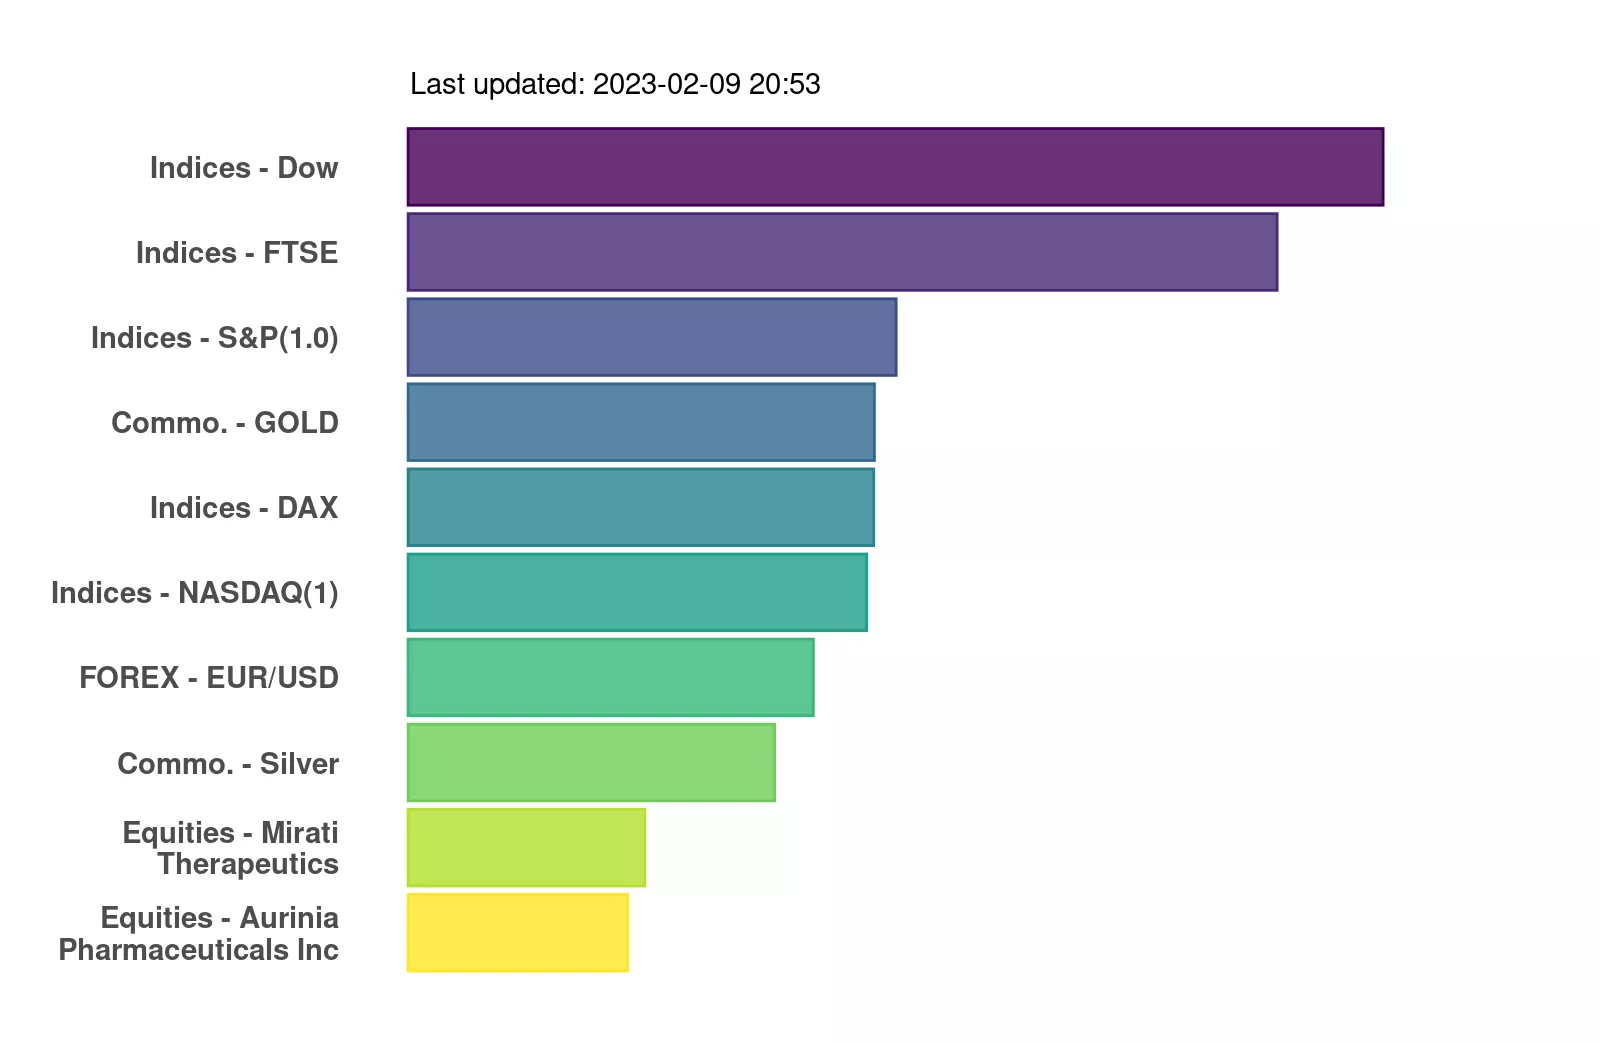 Last updated: 2023-02-09 20:53
Indices - Dow
Indices - FTSE
Indices - S&P(1.0)
Commo. - GOLD
Indices - DAX
Indices - NASDAQ(1)
FOREX - EUR/USD
Commo. - Silver
Equities - Mirati
Therapeutics
Equities - Aurinia
Pharmaceuticals Inc